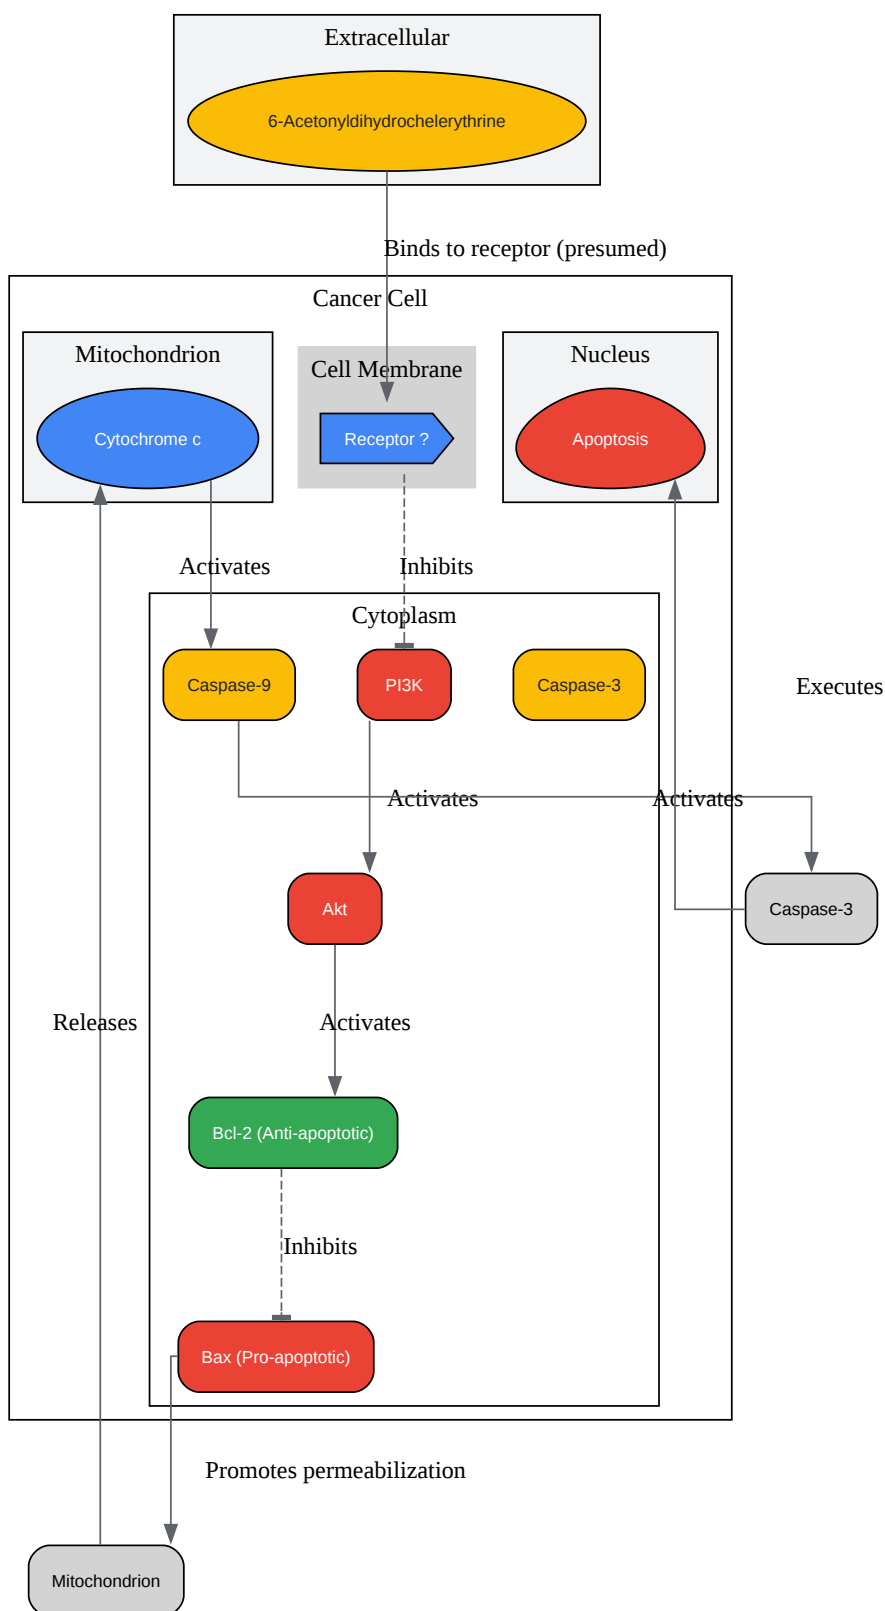 Extracellular
6-Acetonyldihydrochelerythrine
Binds to receptor (presumed)
Cancer Cell
Mitochondrion
Cell Membrane
Nucleus
Cytochrome c
Receptor ?
Apoptosis
Activates
Inhibits
Cytoplasm
Caspase-9
PI3K
Caspase-3
Executes
Activates
Activates
Akt
Caspase-3
Releases
Activates
Bcl-2 (Anti-apoptotic)
Inhibits
Bax (Pro-apoptotic)
Promotes permeabilization
Mitochondrion